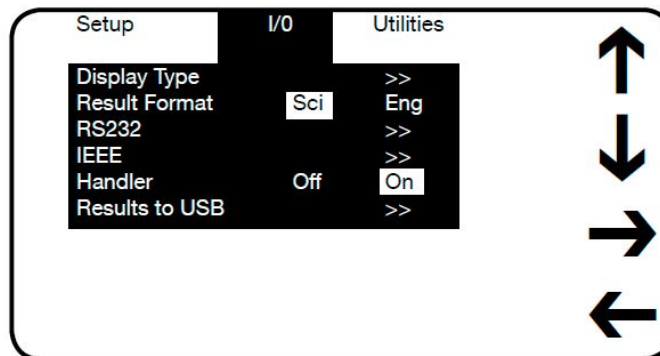 Setup I/0 Utilities
Display Type >>
Result Format Sci Eng
RS232 >>
IEEE >>
Handler Off On
Results to USB >>